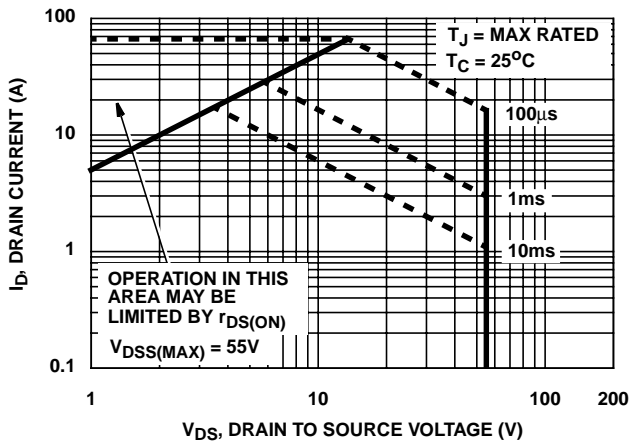 100
10
1
0.1
I_D, DRAIN CURRENT (A)
T_J = MAX RATED
T_C = 25°C
100µs
1ms
10ms
OPERATION IN THIS
AREA MAY BE
LIMITED BY r_DS(ON)
V_DSS(MAX) = 55V
1
10
100
200
V_DS, DRAIN TO SOURCE VOLTAGE (V)